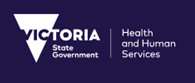 VICTORIA
State
Government
Health
and Human
Services